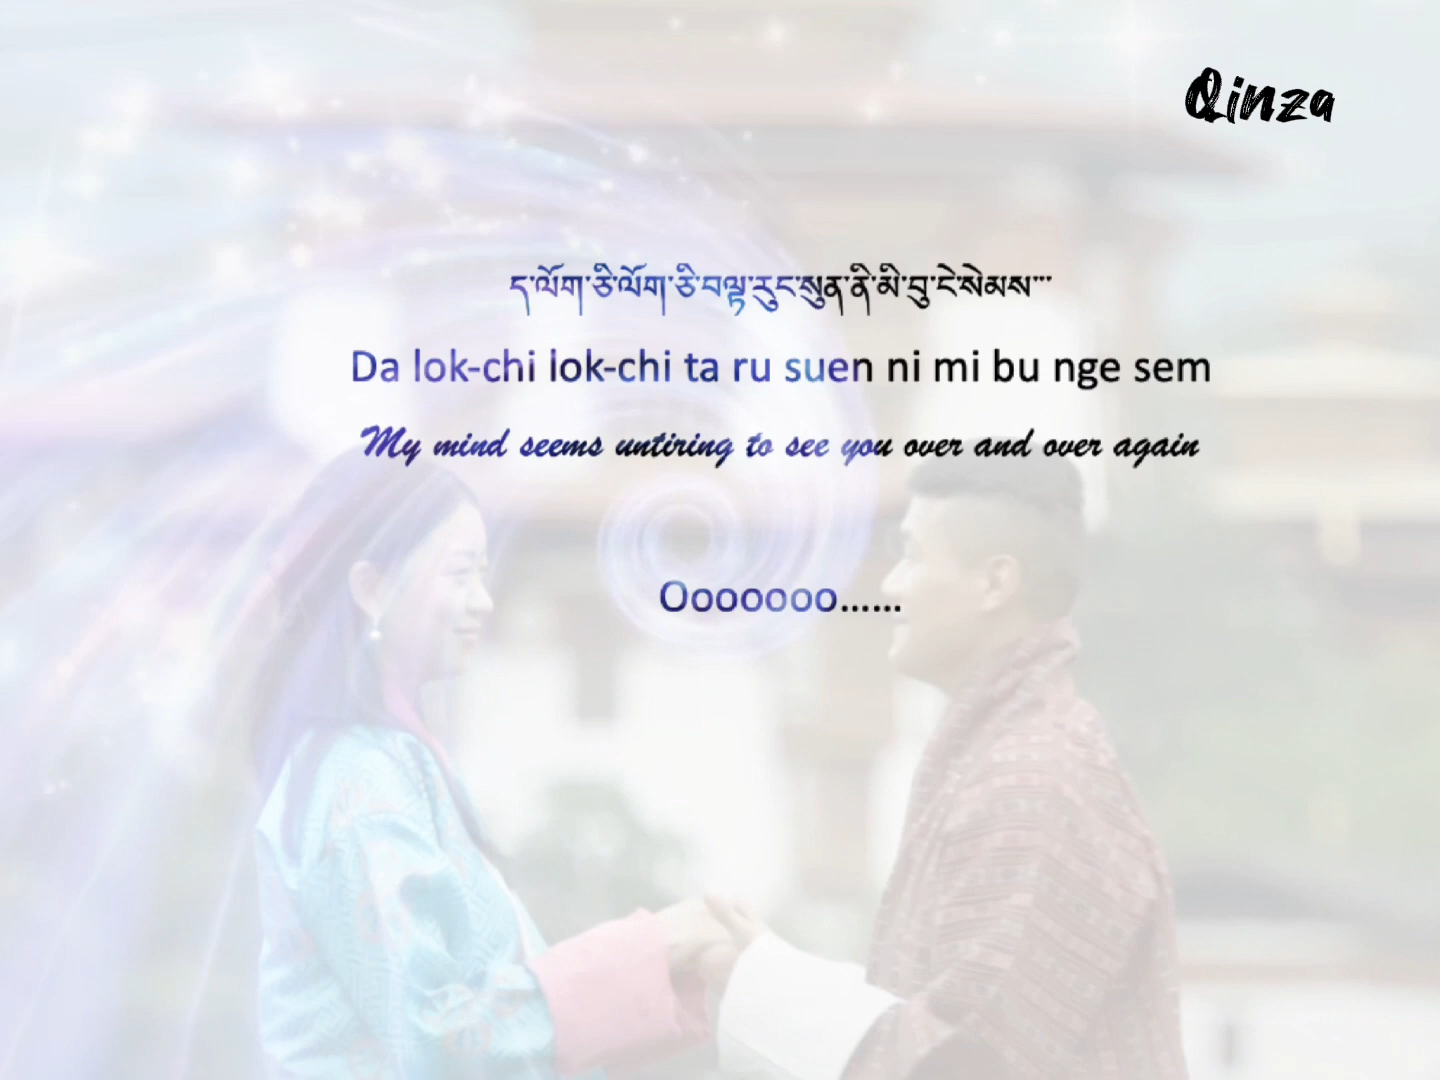 Qinza
ད་ལོག་ཅི་ལོག་ཅི་བལྟ་རུང་སུན་ནི་མི་བུ་ངེ་སེམས་་་
Da lok-chi lok-chi ta ru suen ni mi bu nge sem
My mind seems untiring to see you over and over again
Ooooooo......